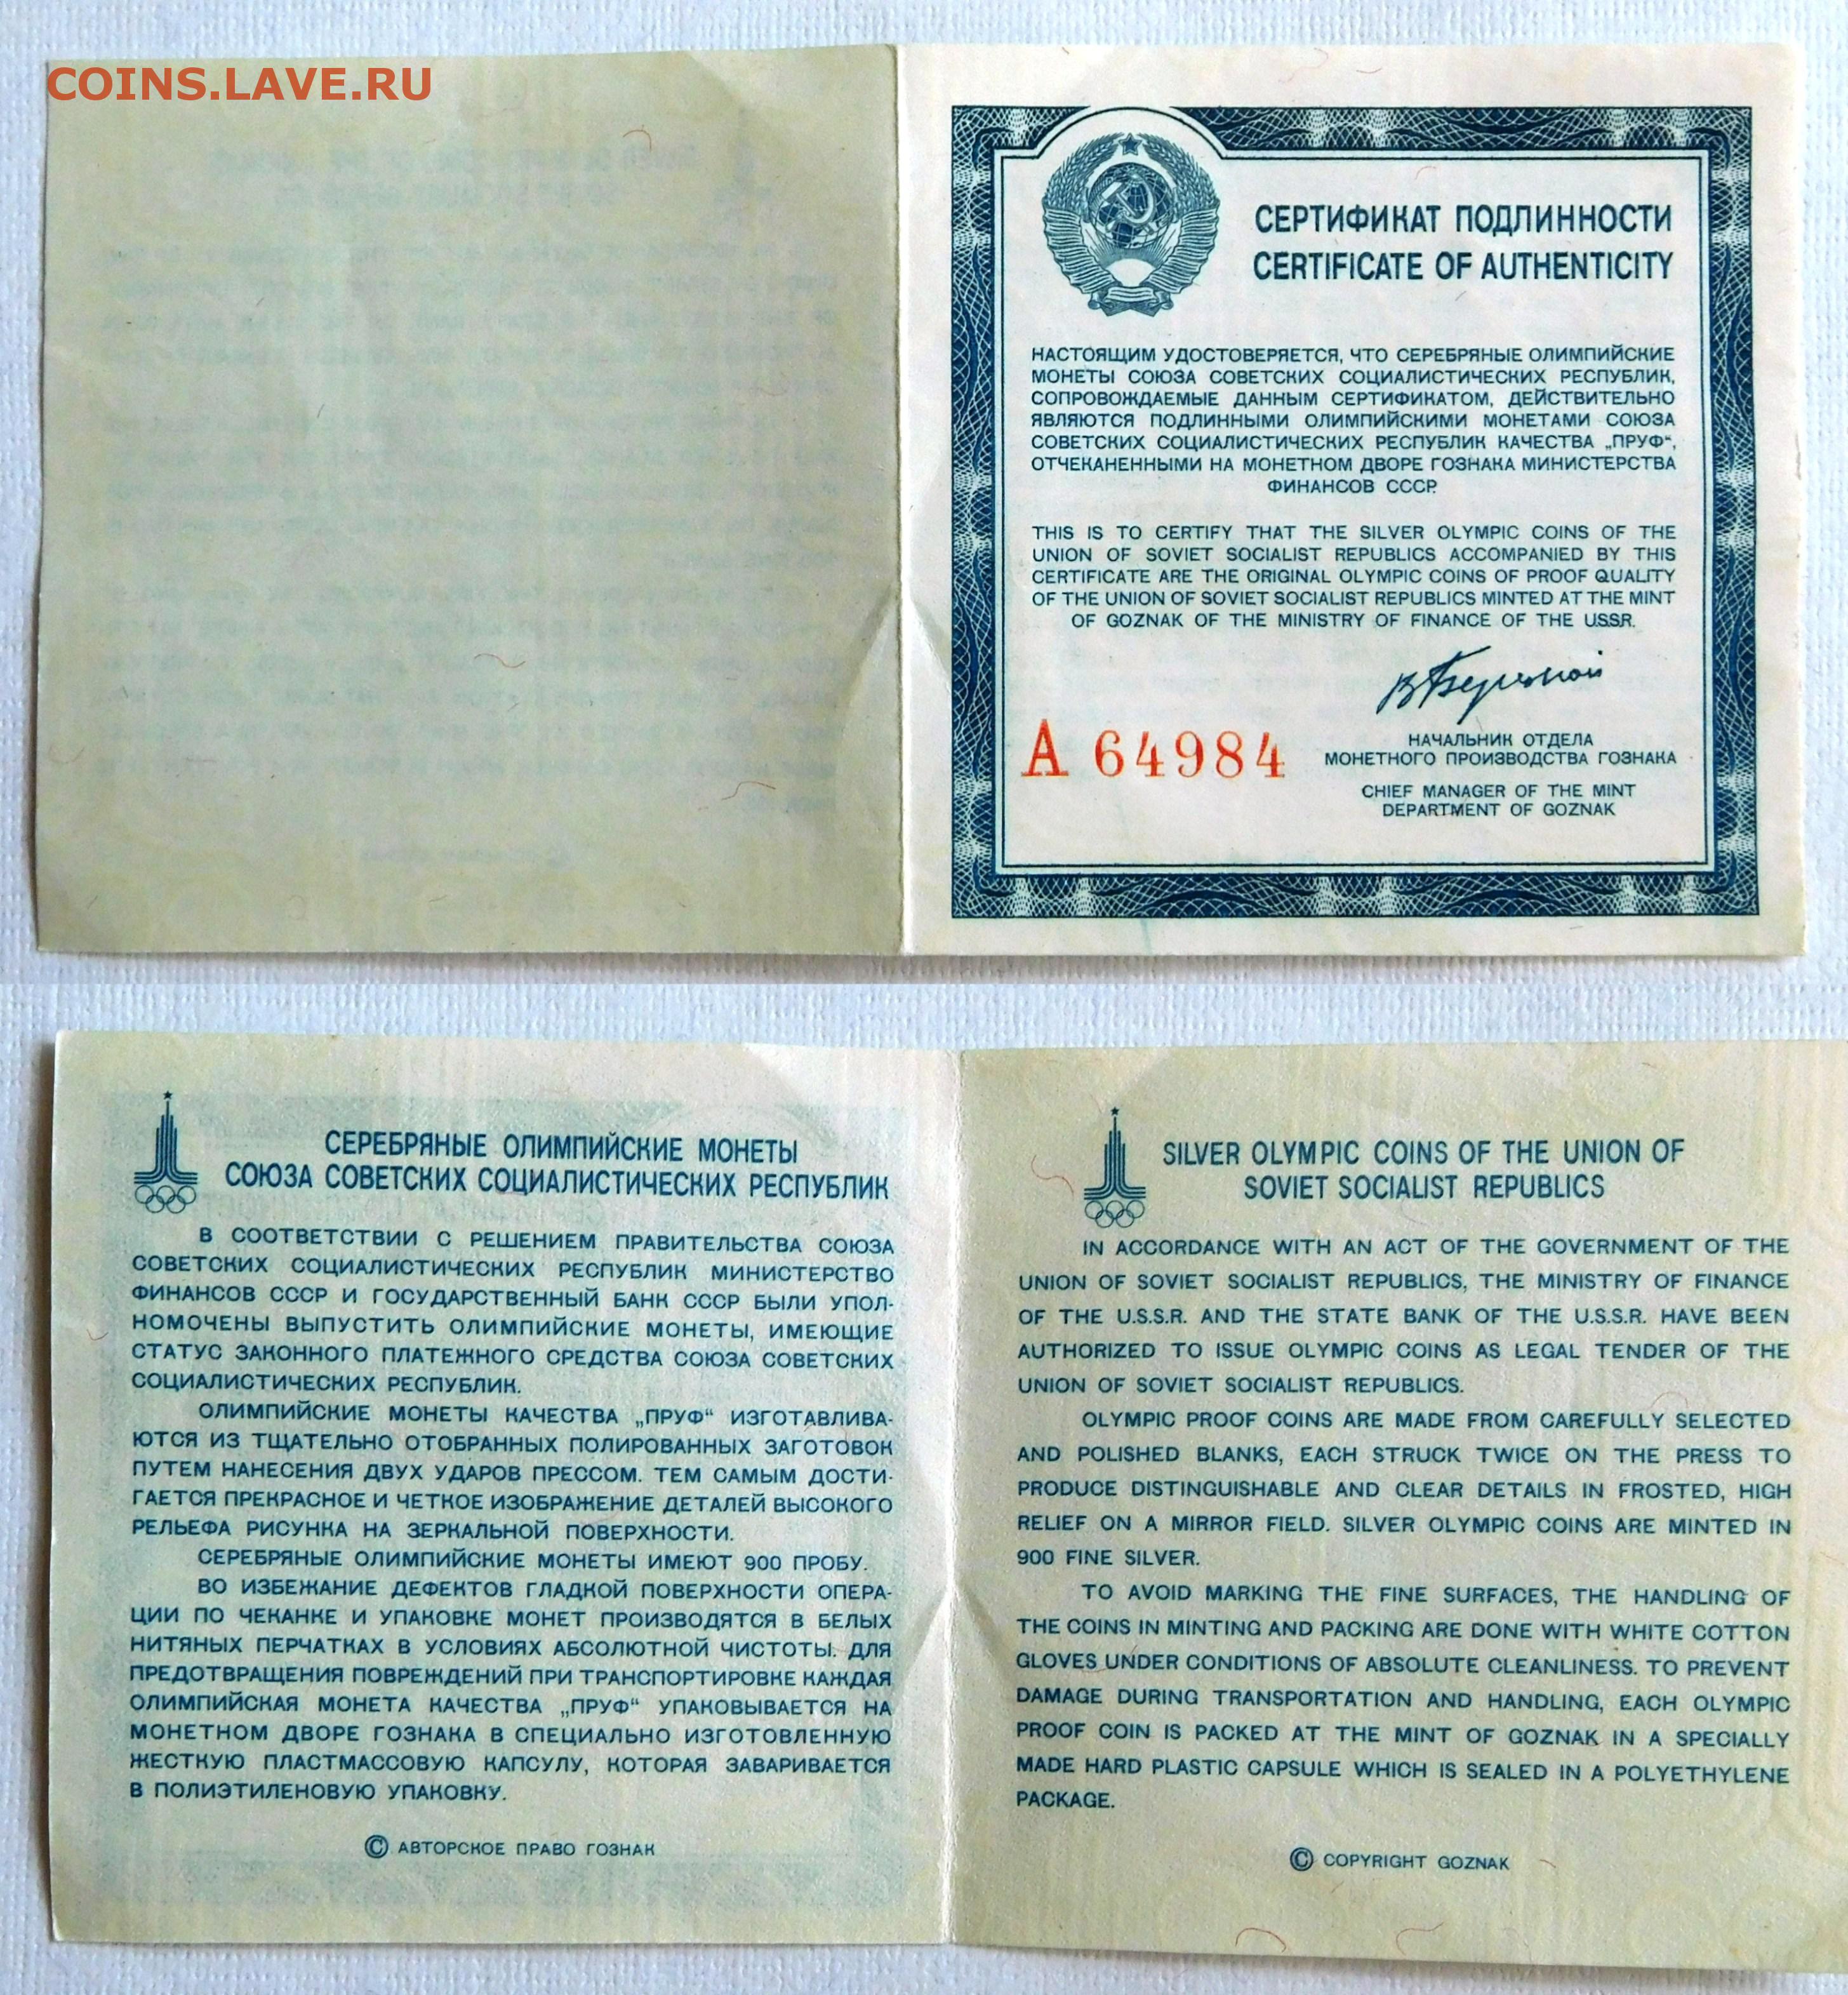 COINS.LAVE.RU
СЕРТИФИКАТ ПОДЛИННОСТИ
CERTIFICATE OF AUTHENTICITY
НАСТОЯЩИМ УДОСТОВЕРЯЕТСЯ, ЧТО СЕРЕБРЯНЫЕ ОЛИМПИЙСКИЕ
МОНЕТЫ СОЮЗА СОВЕТСКИХ СОЦИАЛИСТИЧЕСКИХ РЕСПУБЛИК,
СОПРОВОЖДАЕМЫЕ ДАННЫМ СЕРТИФИКАТОМ, ДЕЙСТВИТЕЛЬНО
ЯВЛЯЮТСЯ ПОДЛИННЫМИ ОЛИМПИЙСКИМИ МОНЕТАМИ СОЮЗА
СОВЕТСКИХ СОЦИАЛИСТИЧЕСКИХ РЕСПУБЛИК КАЧЕСТВА „ПРУФ“,
ОТЧЕКАНЕННЫМИ НА МОНЕТНОМ ДВОРЕ ГОЗНАКА МИНИСТЕРСТВА
ФИНАНСОВ СССР.
THIS IS TO CERTIFY THAT THE SILVER OLYMPIC COINS OF THE
UNION OF SOVIET SOCIALIST REPUBLICS ACCOMPANIED BY THIS
CERTIFICATE ARE THE ORIGINAL OLYMPIC COINS OF PROOF QUALITY
OF THE UNION OF SOVIET SOCIALIST REPUBLICS MINTED AT THE MINT
OF GOZNAK OF THE MINISTRY OF FINANCE OF THE U.S.S.R.
А 64984
НАЧАЛЬНИК ОТДЕЛА
МОНЕТНОГО ПРОИЗВОДСТВА ГОЗНАКА
CHIEF MANAGER OF THE MINT
DEPARTMENT OF GOZNAK
СЕРЕБРЯНЫЕ ОЛИМПИЙСКИЕ МОНЕТЫ
СОЮЗА СОВЕТСКИХ СОЦИАЛИСТИЧЕСКИХ РЕСПУБЛИК
В СООТВЕТСТВИИ С РЕШЕНИЕМ ПРАВИТЕЛЬСТВА СОЮЗА
СОВЕТСКИХ СОЦИАЛИСТИЧЕСКИХ РЕСПУБЛИК МИНИСТЕРСТВО
ФИНАНСОВ СССР И ГОСУДАРСТВЕННЫЙ БАНК СССР БЫЛИ УПОЛ-
НОМОЧЕНЫ ВЫПУСТИТЬ ОЛИМПИЙСКИЕ МОНЕТЫ, ИМЕЮЩИЕ
СТАТУС ЗАКОННОГО ПЛАТЕЖНОГО СРЕДСТВА СОЮЗА СОВЕТСКИХ
СОЦИАЛИСТИЧЕСКИХ РЕСПУБЛИК.
ОЛИМПИЙСКИЕ МОНЕТЫ КАЧЕСТВА „ПРУФ“ ИЗГОТАВЛИВА-
ЮТСЯ ИЗ ТЩАТЕЛЬНО ОТОБРАННЫХ ПОЛИРОВАННЫХ ЗАГОТОВОК
ПУТЕМ НАНЕСЕНИЯ ДВУХ УДАРОВ ПРЕССОМ. ТЕМ САМЫМ ДОСТИ-
ГАЕТСЯ ПРЕКРАСНОЕ И ЧЕТКОЕ ИЗОБРАЖЕНИЕ ДЕТАЛЕЙ ВЫСОКОГО
РЕЛЬЕФА РИСУНКА НА ЗЕРКАЛЬНОЙ ПОВЕРХНОСТИ.
СЕРЕБРЯНЫЕ ОЛИМПИЙСКИЕ МОНЕТЫ ИМЕЮТ 900 ПРОБУ.
ВО ИЗБЕЖАНИЕ ДЕФЕКТОВ ГЛАДКОЙ ПОВЕРХНОСТИ ОПЕРА-
ЦИИ ПО ЧЕКАНКЕ И УПАКОВКЕ МОНЕТ ПРОИЗВОДЯТСЯ В БЕЛЫХ
НИТЯНЫХ ПЕРЧАТКАХ В УСЛОВИЯХ АБСОЛЮТНОЙ ЧИСТОТЫ. ДЛЯ
ПРЕДОТВРАЩЕНИЯ ПОВРЕЖДЕНИЙ ПРИ ТРАНСПОРТИРОВКЕ КАЖДАЯ
ОЛИМПИЙСКАЯ МОНЕТА КАЧЕСТВА „ПРУФ“ УПАКОВЫВАЕТСЯ НА
МОНЕТНОМ ДВОРЕ ГОЗНАКА В СПЕЦИАЛЬНО ИЗГОТОВЛЕННУЮ
ЖЕСТКУЮ ПЛАСТМАССОВУЮ КАПСУЛУ, КОТОРАЯ ЗАВАРИВАЕТСЯ
В ПОЛИЭТИЛЕНОВУЮ УПАКОВКУ.
© АВТОРСКОЕ ПРАВО ГОЗНАК
SILVER OLYMPIC COINS OF THE UNION OF
SOVIET SOCIALIST REPUBLICS
IN ACCORDANCE WITH AN ACT OF THE GOVERNMENT OF THE
UNION OF SOVIET SOCIALIST REPUBLICS, THE MINISTRY OF FINANCE
OF THE U.S.S.R. AND THE STATE BANK OF THE U.S.S.R. HAVE BEEN
AUTHORIZED TO ISSUE OLYMPIC COINS AS LEGAL TENDER OF THE
UNION OF SOVIET SOCIALIST REPUBLICS.
OLYMPIC PROOF COINS ARE MADE FROM CAREFULLY SELECTED
AND POLISHED BLANKS, EACH STRUCK TWICE ON THE PRESS TO
PRODUCE DISTINGUISHABLE AND CLEAR DETAILS IN FROSTED, HIGH
RELIEF ON A MIRROR FIELD. SILVER OLYMPIC COINS ARE MINTED IN
900 FINE SILVER.
TO AVOID MARKING THE FINE SURFACES, THE HANDLING OF
THE COINS IN MINTING AND PACKING ARE DONE WITH WHITE COTTON
GLOVES UNDER CONDITIONS OF ABSOLUTE CLEANLINESS. TO PREVENT
DAMAGE DURING TRANSPORTATION AND HANDLING, EACH OLYMPIC
PROOF COIN IS PACKED AT THE MINT OF GOZNAK IN A SPECIALLY
MADE HARD PLASTIC CAPSULE WHICH IS SEALED IN A POLYETHYLENE
PACKAGE.
© COPYRIGHT GOZNAK